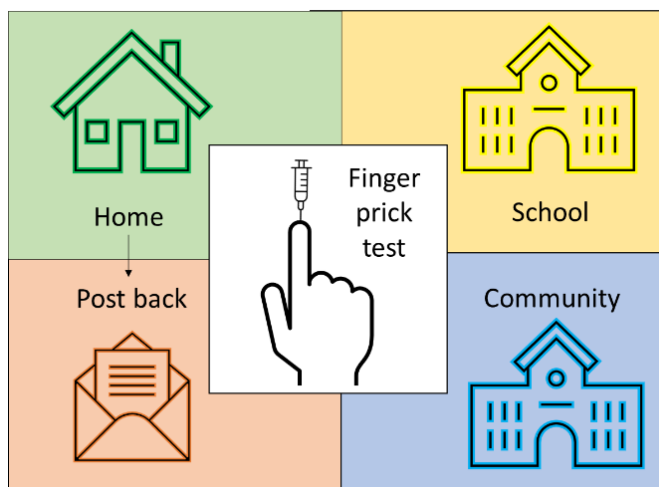 Home
School
Finger
prick
test
Post back
Community